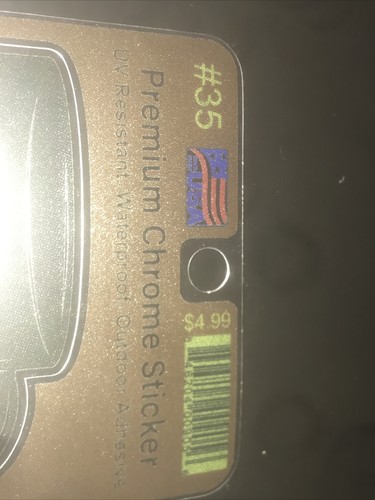 #35
USA
$4.99
Premium Chrome Sticker
UV Resistant Waterproof Outdoor Adhesive